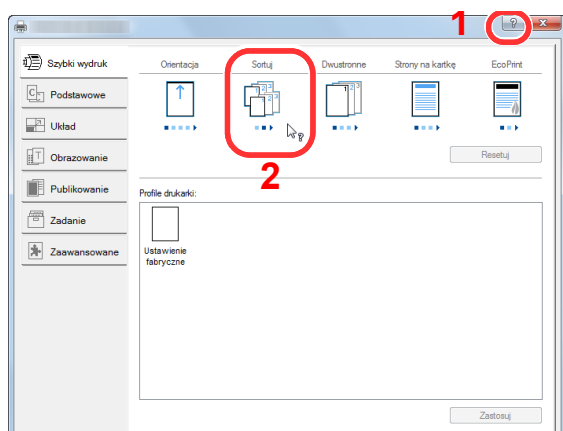 1
?
Szybki wydruk
Orientacja
Sortuj
Dwustronne
Strony na kartkę
EcoPrint
Podstawowe
Układ
Obrazowanie
Publikowanie
Zadanie
Zaawansowane
2
Resetuj
Profile drukarki:
Ustawienie
fabryczne
Zastosuj